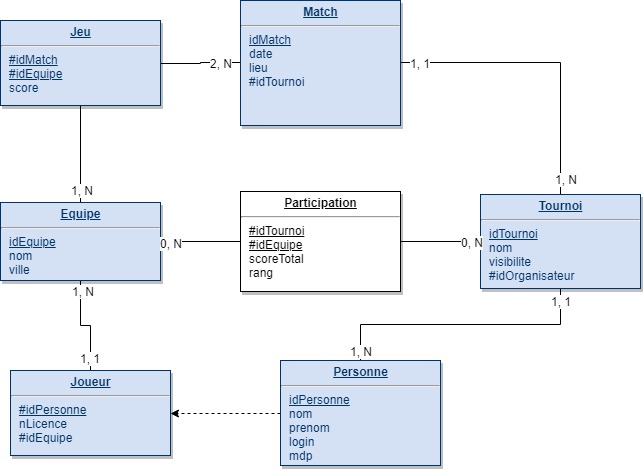 Jeu
#idMatch
#idEquipe
score
2, N
Match
idMatch
date
lieu
#idTournoi
1, 1
1, N
1, N
Equipe
idEquipe
nom
ville
0, N
Participation
#idTournoi
#idEquipe
scoreTotal
rang
0, N
Tournoi
idTournoi
nom
visibilite
#idOrganisateur
1, N
1, 1
1, 1
1, N
Joueur
#idPersonne
nLicence
#idEquipe
Personne
idPersonne
nom
prenom
login
mdp